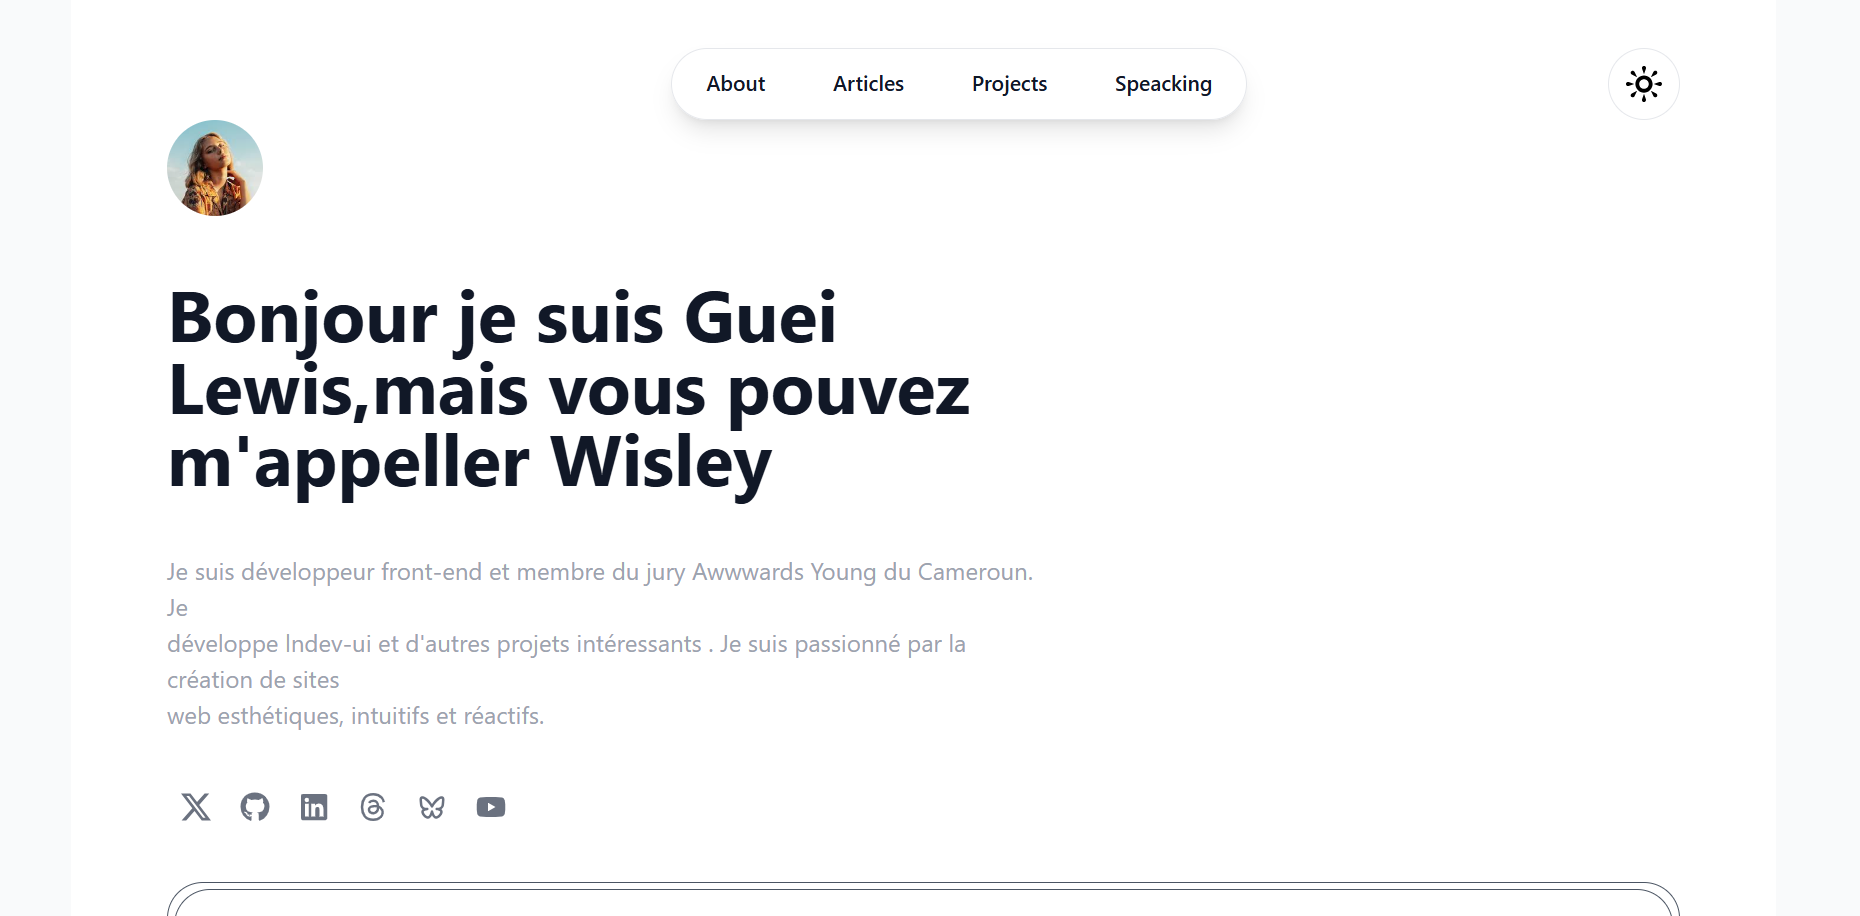 About Articles Projects Speacking
Bonjour je suis Guei
Lewis,mais vous pouvez
m'appeller Wisley
Je suis développeur front-end et membre du jury Awwwards Young du Cameroun.
Je
développe lndev-ui et d'autres projets intéressants . Je suis passionné par la
création de sites
web esthétiques, intuitifs et réactifs.